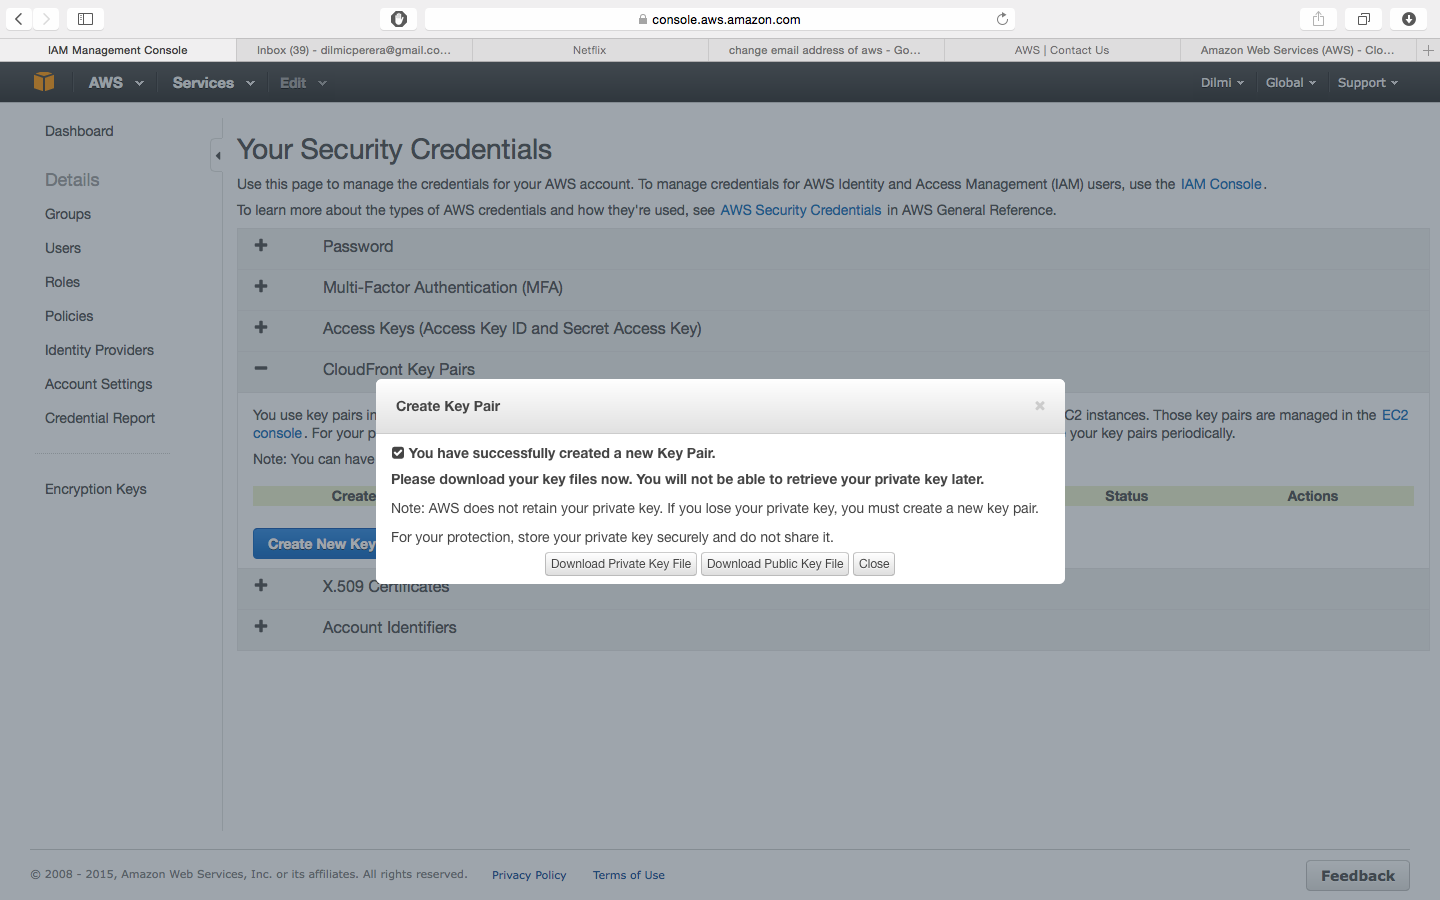 console.aws.amazon.com
IAM Management Console
Inbox (39) - dilmicperera@gmail.co...
Netflix
change email address of aws - Go...
AWS | Contact Us
Amazon Web Services (AWS) - Clo...
AWS
Services
Edit
Dilmi
Global
Support
Dashboard
Details
Groups
Users
Roles
Policies
Identity Providers
Account Settings
Credential Report
Encryption Keys
Your Security Credentials
Use this page to manage the credentials for your AWS account. To manage credentials for AWS Identity and Access Management (IAM) users, use the IAM Console.
To learn more about the types of AWS credentials and how they're used, see AWS Security Credentials in AWS General Reference.
Password
Multi-Factor Authentication (MFA)
Access Keys (Access Key ID and Secret Access Key)
CloudFront Key Pairs
You use key pairs in C2 instances. Those key pairs are managed in the EC2
console. For your p your key pairs periodically.
Note: You can have
Create Status Actions
Create New Key
Create Key Pair
You have successfully created a new Key Pair.
Please download your key files now. You will not be able to retrieve your private key later.
Note: AWS does not retain your private key. If you lose your private key, you must create a new key pair.
For your protection, store your private key securely and do not share it.
Download Private Key File Download Public Key File Close
X.509 Certificates
Account Identifiers
© 2008 - 2015, Amazon Web Services, Inc. or its affiliates. All rights reserved. Privacy Policy Terms of Use
Feedback